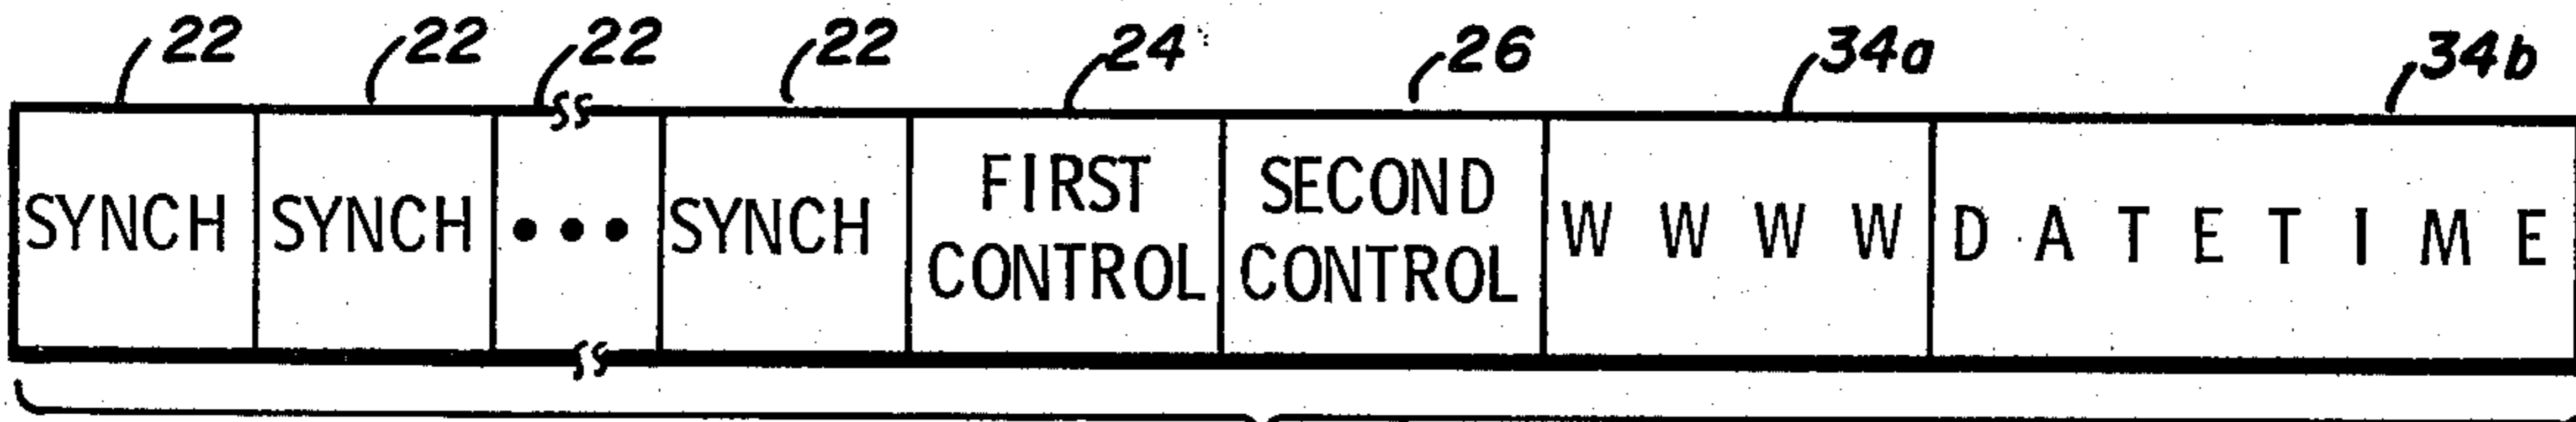 22 22 22 22 24 26 34a 34b
SYNCH SYNCH ••• SYNCH FIRST CONTROL SECOND CONTROL W W W W D A T E T I M E